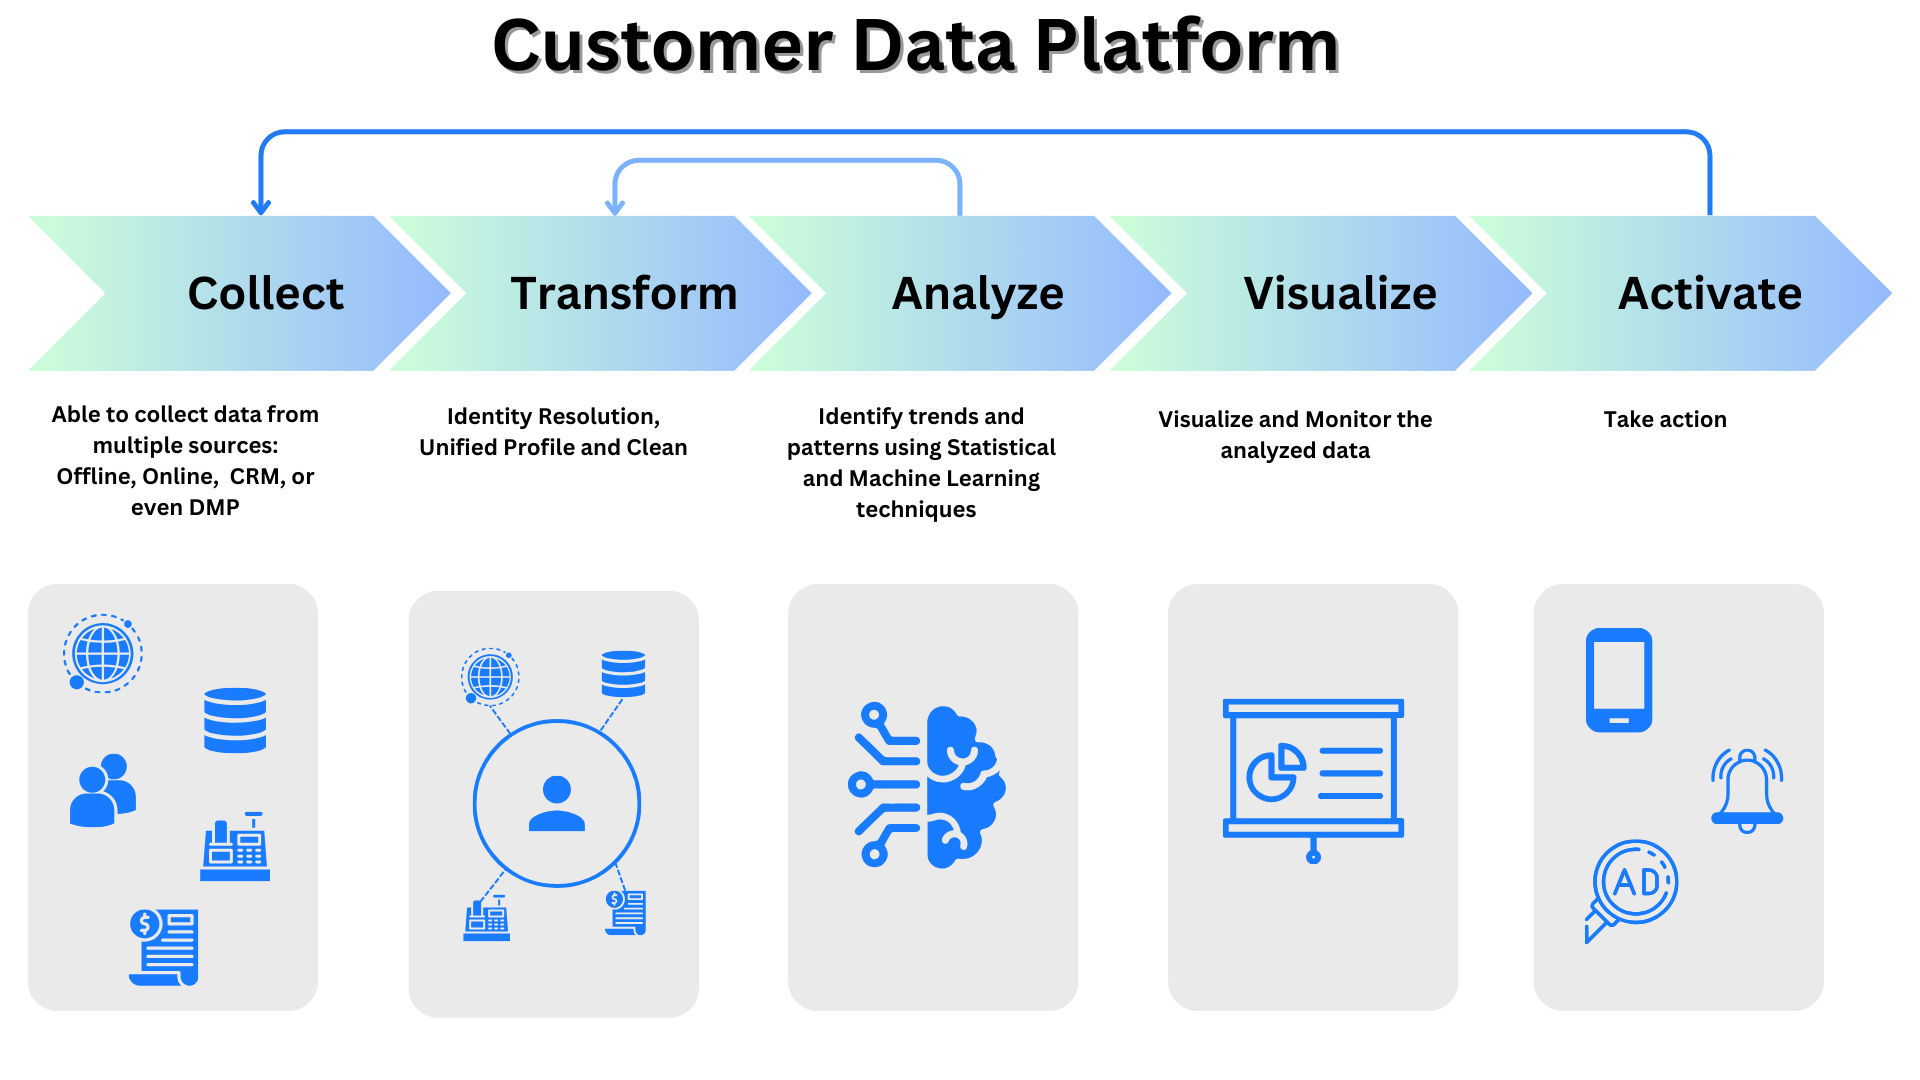 Customer Data Platform
Collect
Transform
Analyze
Visualize
Activate
Able to collect data from
multiple sources:
Offline, Online, CRM, or
even DMP
Identity Resolution,
Unified Profile and Clean
Identify trends and
patterns using Statistical
and Machine Learning
techniques
Visualize and Monitor the
analyzed data
Take action
$
$
AD